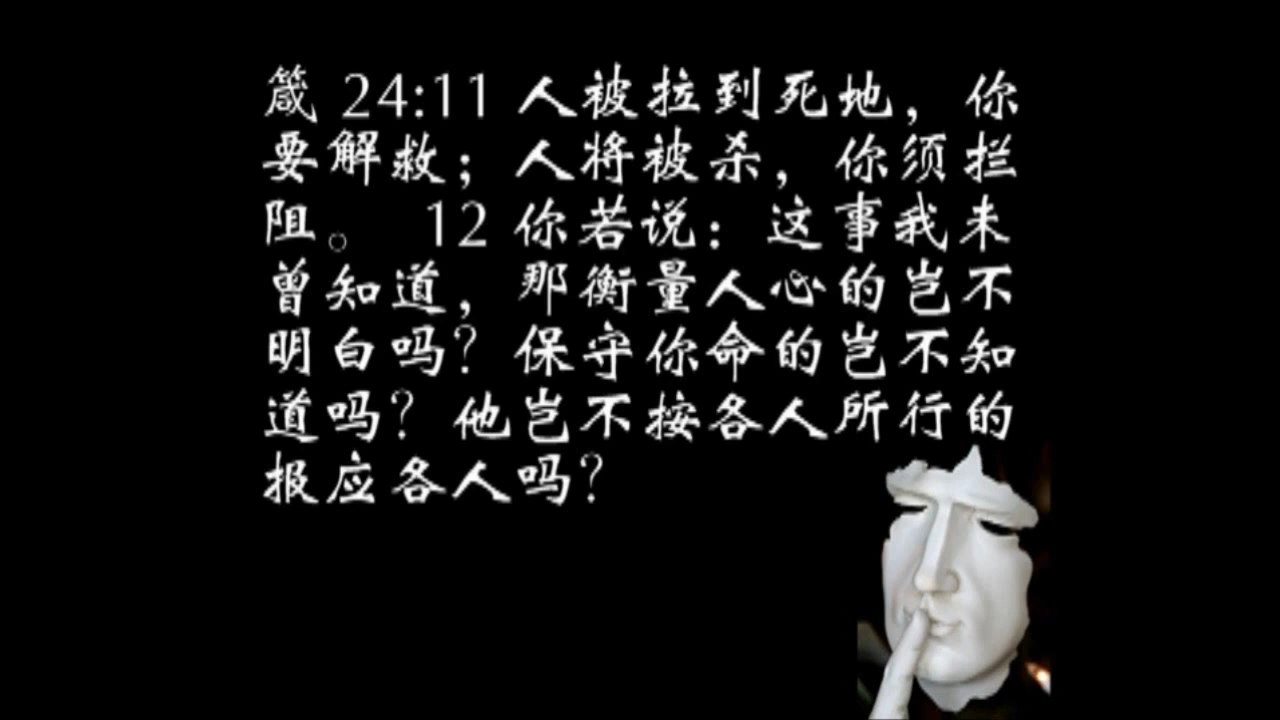 箴 24:11 人被拉到死地，你
要解救；人将被杀，你须拦
阻。 12 你若说：这事我未
曾知道，那衡量人心的岂不
明白吗？保守你命的岂不知
道吗？他岂不按各人所行的
报应各人吗？